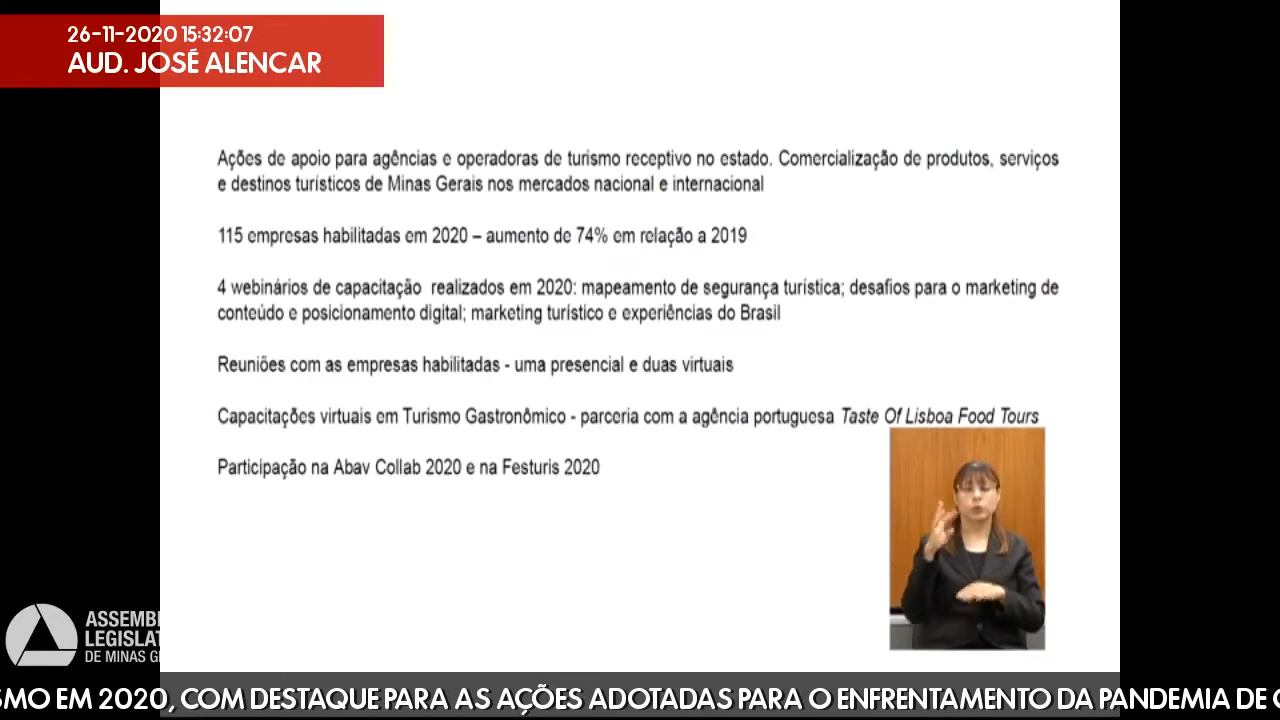 26-11-2020 15:32:07
AUD. JOSÉ ALENCAR
Ações de apoio para agências e operadoras de turismo receptivo no estado. Comercialização de produtos, serviços
e destinos turísticos de Minas Gerais nos mercados nacional e internacional
115 empresas habilitadas em 2020 – aumento de 74% em relação a 2019
4 webinários de capacitação realizados em 2020: mapeamento de segurança turística; desafios para o marketing de
conteúdo e posicionamento digital; marketing turístico e experiências do Brasil
Reuniões com as empresas habilitadas - uma presencial e duas virtuais
Capacitações virtuais em Turismo Gastronômico - parceria com a agência portuguesa Taste Of Lisboa Food Tours
Participação na Abav Collab 2020 e na Festuris 2020
ASSEMB
LEGISLAT
DE MINAS G
SMO EM 2020, COM DESTAQUE PARA AS AÇÕES ADOTADAS PARA O ENFRENTAMENTO DA PANDEMIA DE